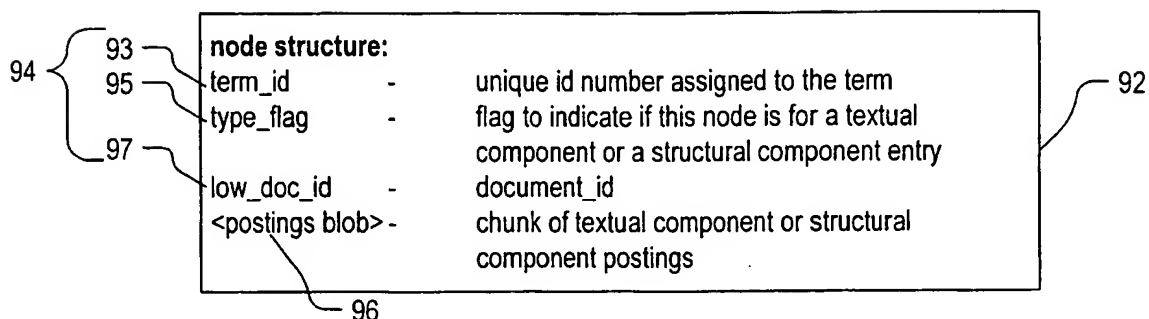 node structure:
93
term_id - unique id number assigned to the term
94
95
92
type_flag - flag to indicate if this node is for a textual
component or a structural component entry
97
low_doc_id - document_id
<postings blob> - chunk of textual component or structural
component postings
96